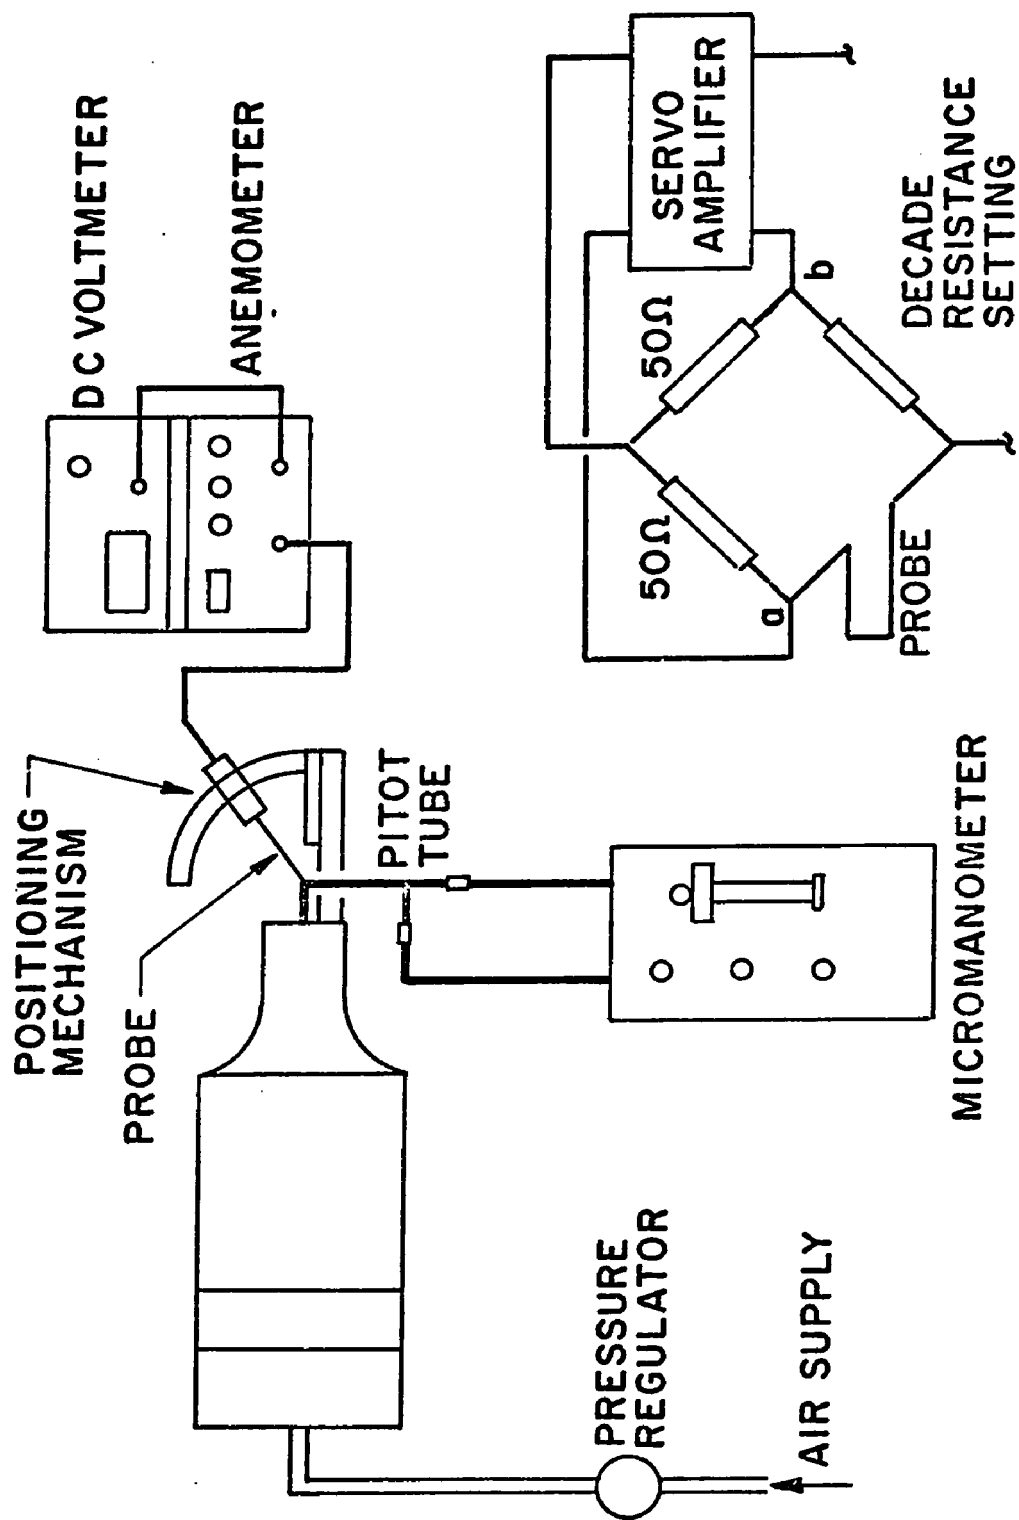 POSITIONING
MECHANISM
PROBE
DC VOLTMETER
ANEMOMETER
PITOT
TUBE
PRESSURE
REGULATOR
AIR SUPPLY
MICROMANOMETER
SERVO
AMPLIFIER
50Ω
50Ω
a
b
PROBE
DECADE
RESISTANCE
SETTING